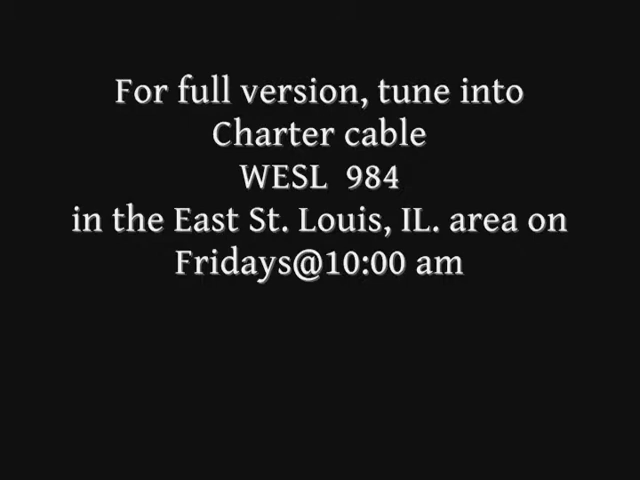 For full version, tune into
Charter cable
WESL  984
in the East St. Louis, IL. area on
Fridays@10:00 am